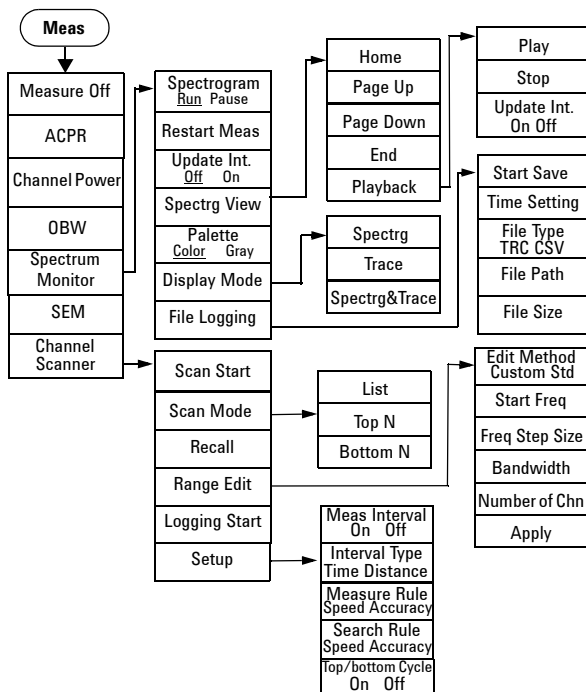 Meas
Measure Off
ACPR
Channel Power
OBW
Spectrum
Monitor
SEM
Channel
Scanner
Spectrogram
Run Pause
Restart Meas
Update Int.
Off On
Spectrg View
Palette
Color Gray
Display Mode
File Logging
Home
Page Up
Page Down
End
Playback
Play
Stop
Update Int.
On Off
Spectrg
Trace
Spectrg&Trace
Start Save
Time Setting
File Type
TRC CSV
File Path
File Size
Scan Start
Scan Mode
Recall
Range Edit
Logging Start
Setup
List
Top N
Bottom N
Edit Method
Custom Std
Start Freq
Freq Step Size
Bandwidth
Number of Chn
Apply
Meas Interval
On Off
Interval Type
Time Distance
Measure Rule
Speed Accuracy
Search Rule
Speed Accuracy
Top/bottom Cycle
On Off